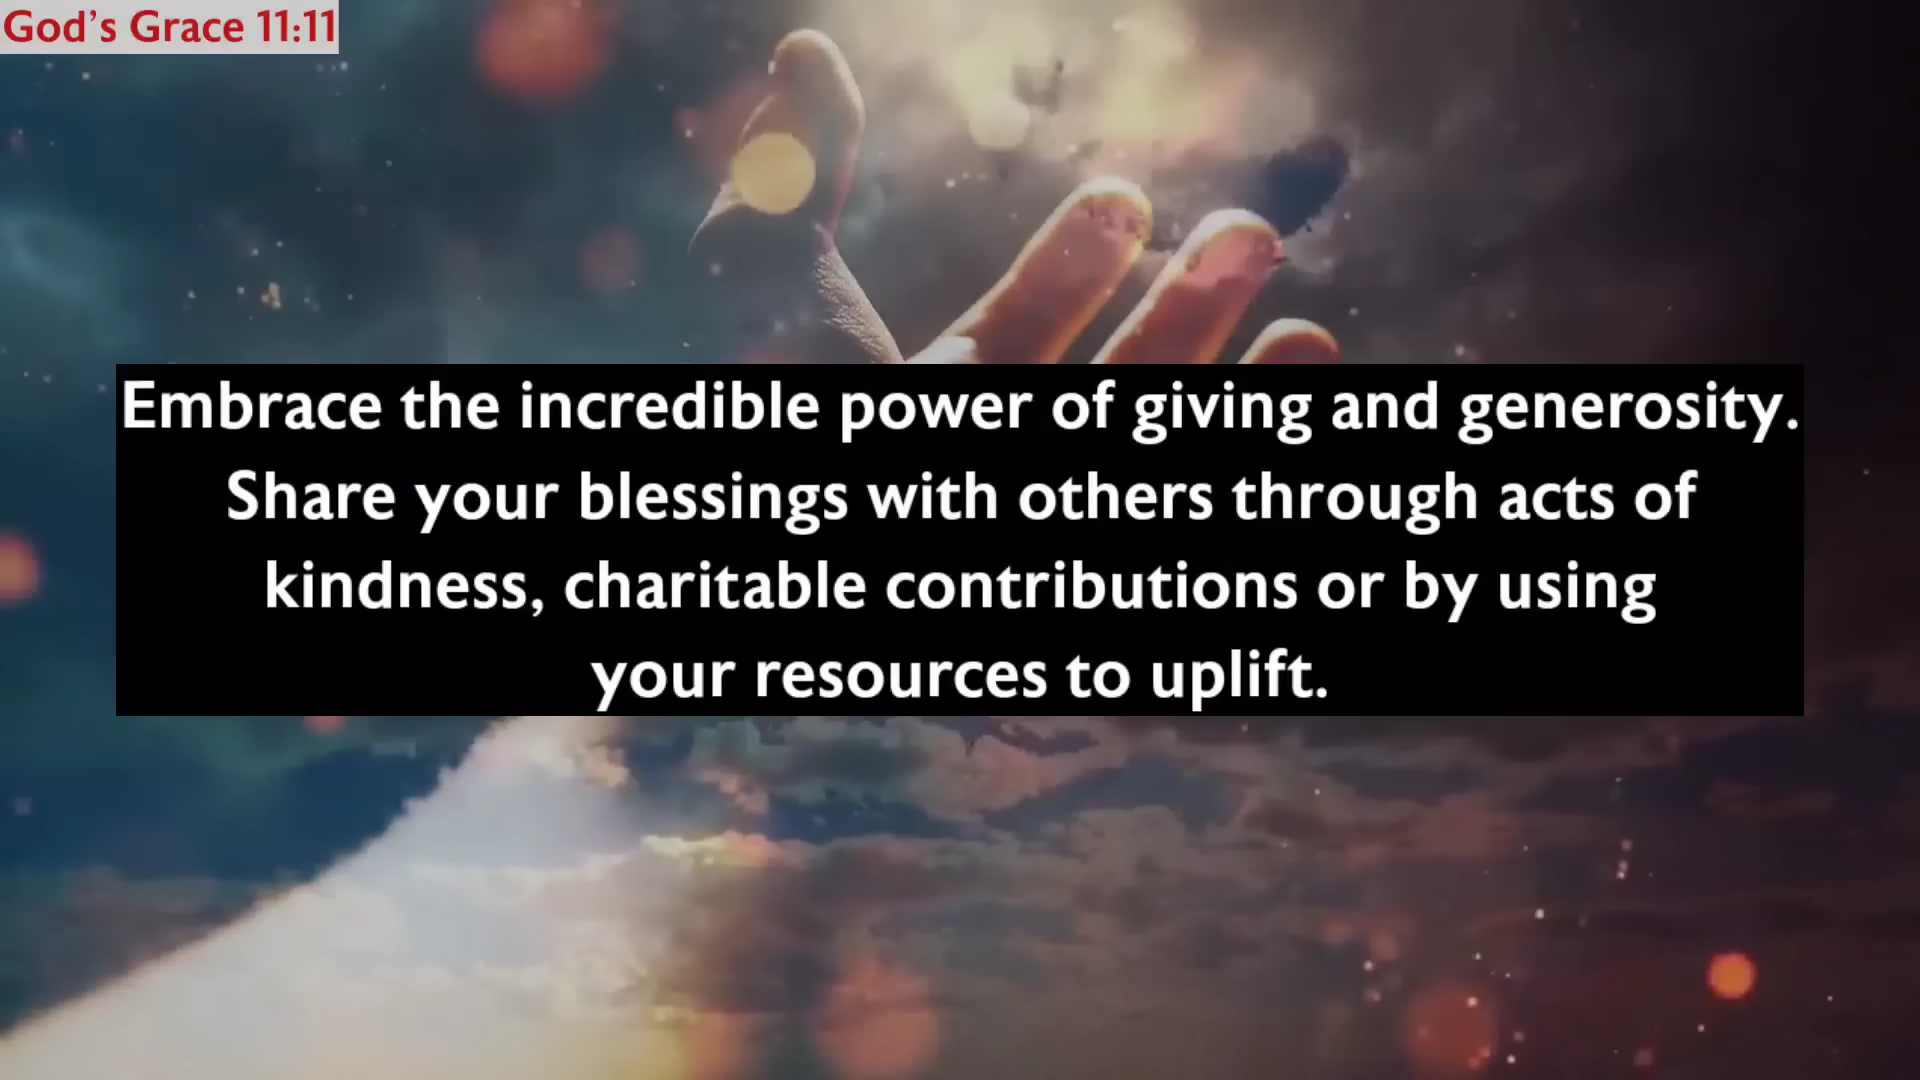 God's Grace 11:11
Embrace the incredible power of giving and generosity.
Share your blessings with others through acts of
kindness, charitable contributions or by using
your resources to uplift.